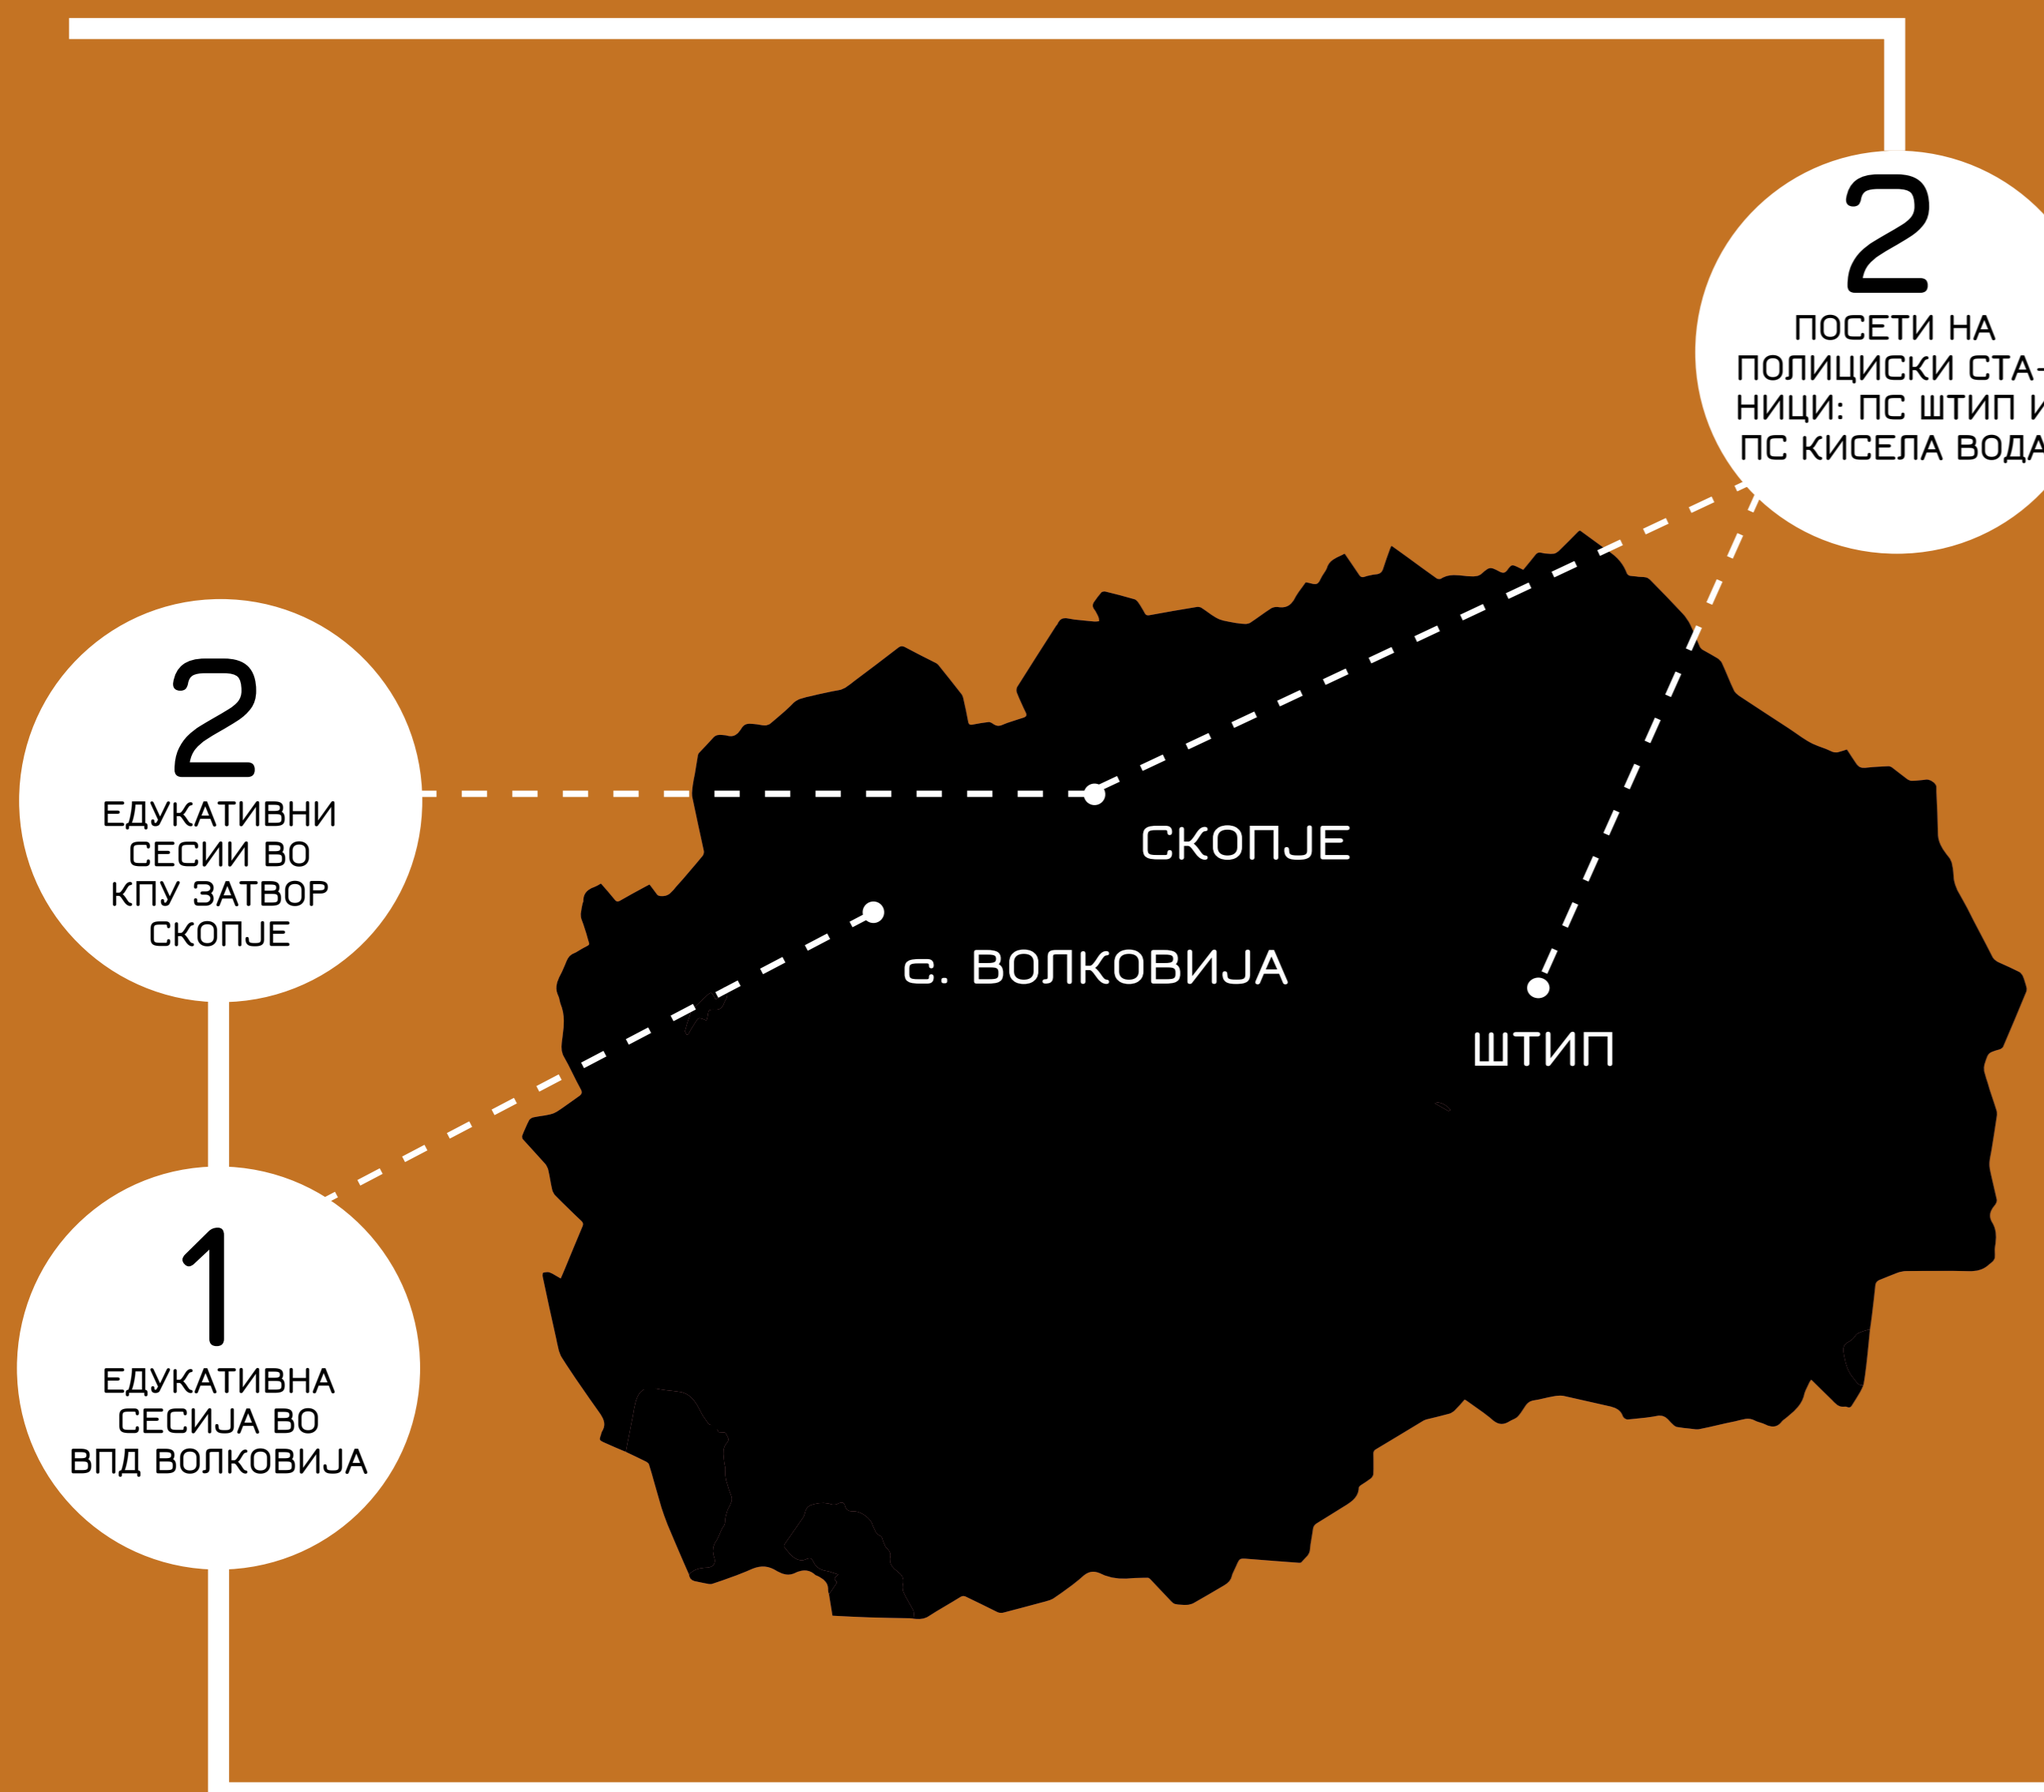 2
ПОСЕТИ НА
ПОЛИЦИСКИ СТА-
НИЦИ: ПС ШТИП И
ПС КИСЕЛА ВОДА
2
ЕДУКАТИВНИ
СЕСИИ ВО
КПУ ЗАТВОР
СКОПЈЕ
СКОПЈЕ
с. ВОЛКОВИЈА
ШТИП
1
ЕДУКАТИВНА
СЕСИЈА ВО
ВПД ВОЛКОВИЈА